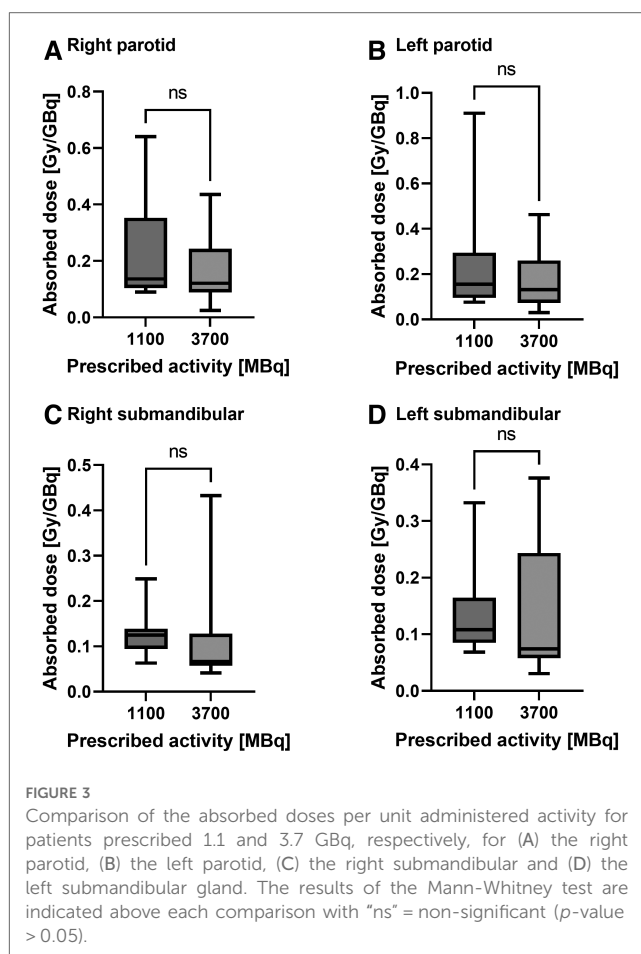 A Right parotid
ns
Absorbed dose [Gy/GBq]
0.8
0.6
0.4
0.2
0.0
1100 3700
Prescribed activity [MBq]
B Left parotid
ns
Absorbed dose [Gy/GBq]
1.0
0.8
0.6
0.4
0.2
0.0
1100 3700
Prescribed activity [MBq]
C Right submandibular
ns
Absorbed dose [Gy/GBq]
0.5
0.4
0.3
0.2
0.1
0.0
1100 3700
Prescribed activity [MBq]
D Left submandibular
ns
Absorbed dose [Gy/GBq]
0.4
0.3
0.2
0.1
0.0
1100 3700
Prescribed activity [MBq]
FIGURE 3
Comparison of the absorbed doses per unit administered activity for
patients prescribed 1.1 and 3.7 GBq, respectively, for (A) the right
parotid, (B) the left parotid, (C) the right submandibular and (D) the
left submandibular gland. The results of the Mann-Whitney test are
indicated above each comparison with “ns” = non-significant (p-value
> 0.05).